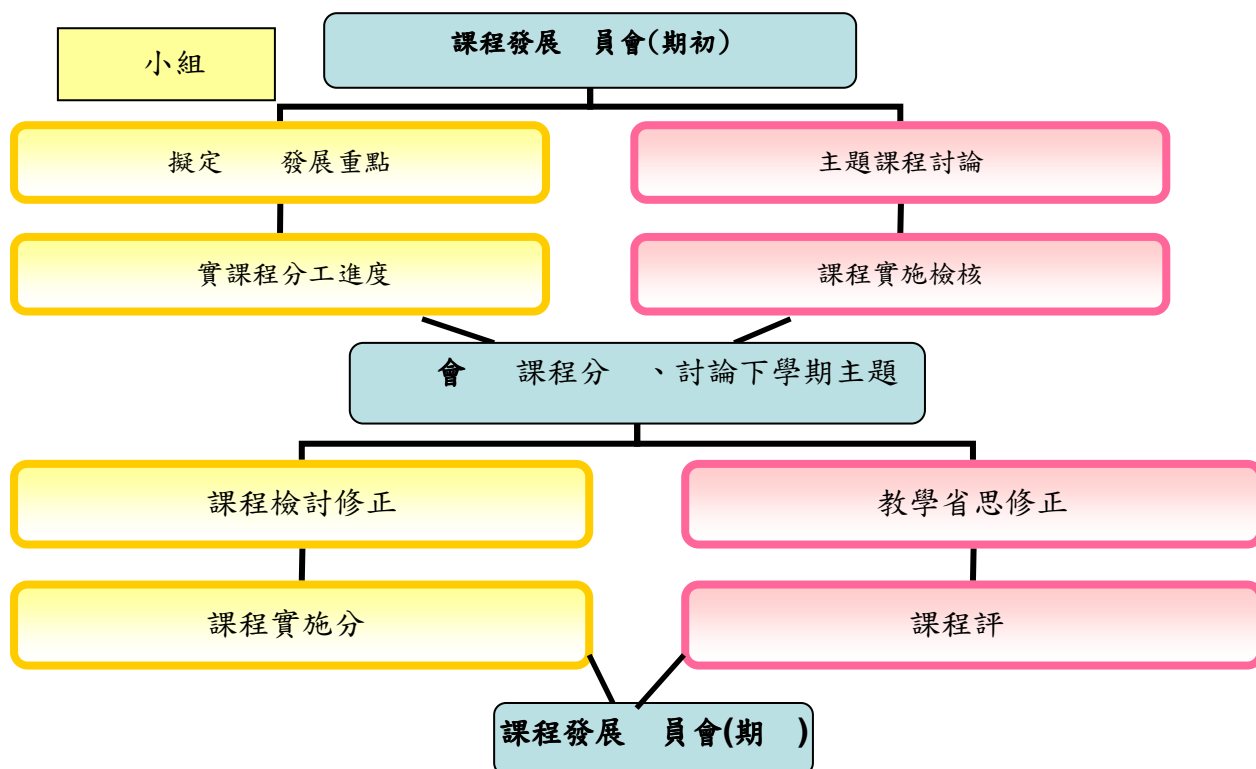 小組
課程發展 員會(期初)
擬定 發展重點
主題課程討論
實課程分工進度
課程實施檢核
會 課程分 、討論下學期主題
課程檢討修正
教學省思修正
課程實施分
課程評
課程發展 員會(期 )